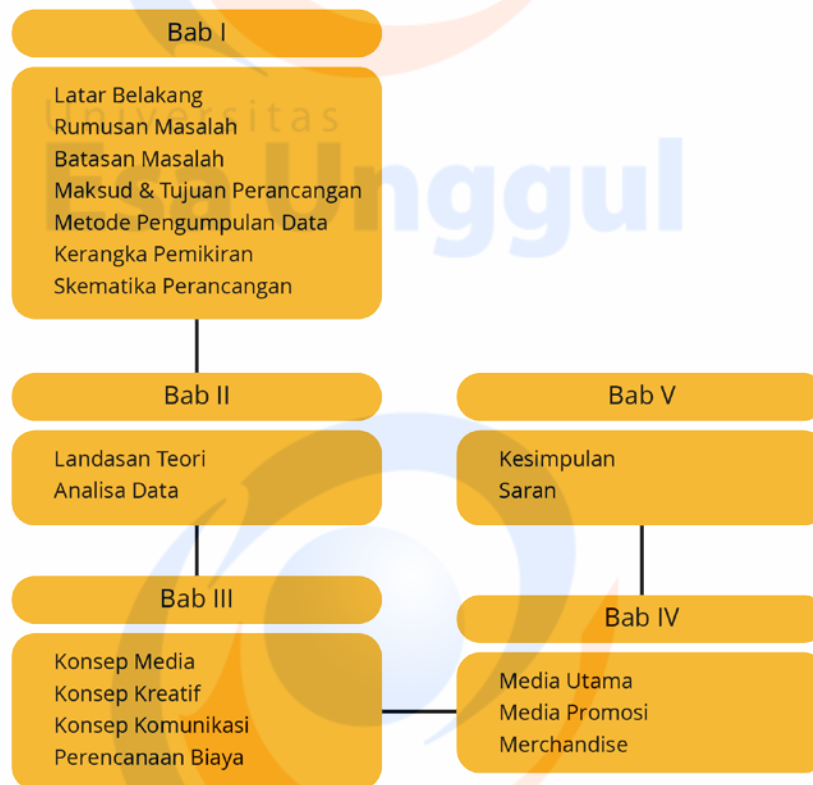 Bab I
Latar Belakang
Rumusan Masalah
Batasan Masalah
Maksud & Tujuan Perancangan
Metode Pengumpulan Data
Kerangka Pemikiran
Skematika Perancangan
Universitas
Esa Unggul
Bab II
Landasan Teori
Analisa Data
Bab III
Konsep Media
Konsep Kreatif
Konsep Komunikasi
Perencanaan Biaya
Bab V
Kesimpulan
Saran
Bab IV
Media Utama
Media Promosi
Merchandise